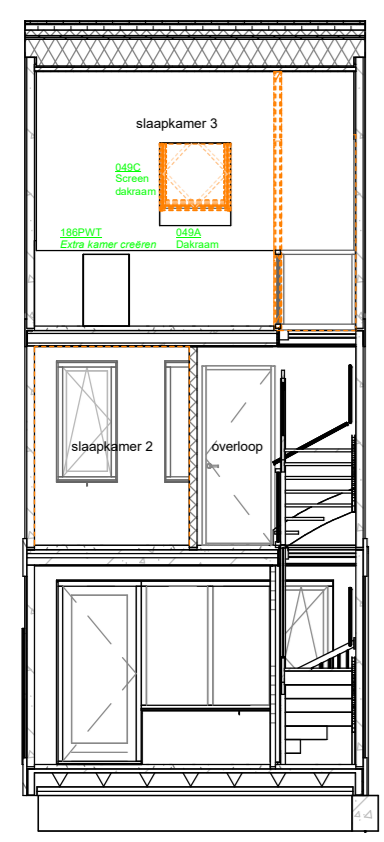 slaapkamer 3
049C
Screen
dakraam
186PWT
Extra kamer creëren
049A
Dakraam
slaapkamer 2
overloop